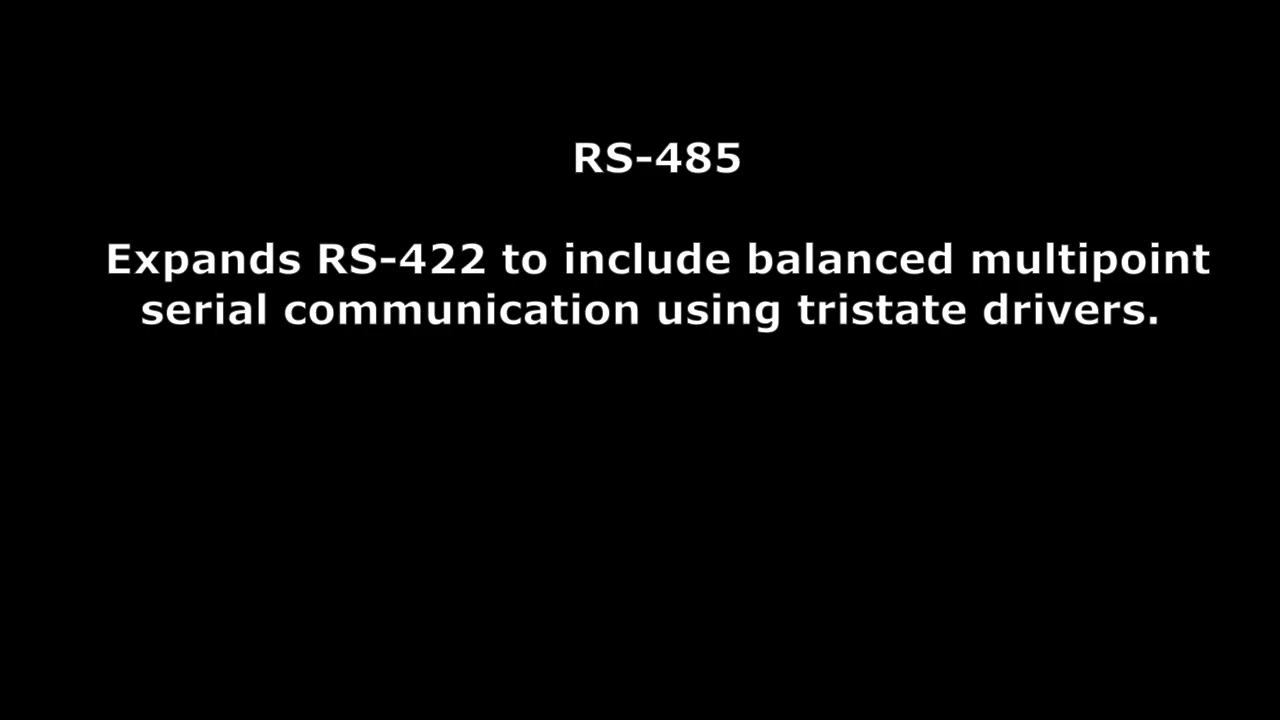 RS-485
Expands RS-422 to include balanced multipoint
serial communication using tristate drivers.